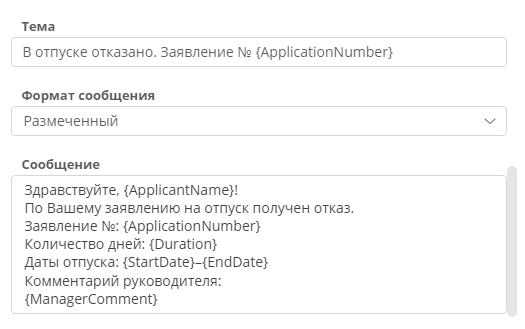 Тема
В отпуске отказано. Заявление № {ApplicationNumber}
Формат сообщения
Размеченный
Сообщение
Здравствуйте, {ApplicantName}!
По Вашему заявлению на отпуск получен отказ.
Заявление №: {ApplicationNumber}
Количество дней: {Duration}
Даты отпуска: {StartDate}–{EndDate}
Комментарий руководителя:
{ManagerComment}